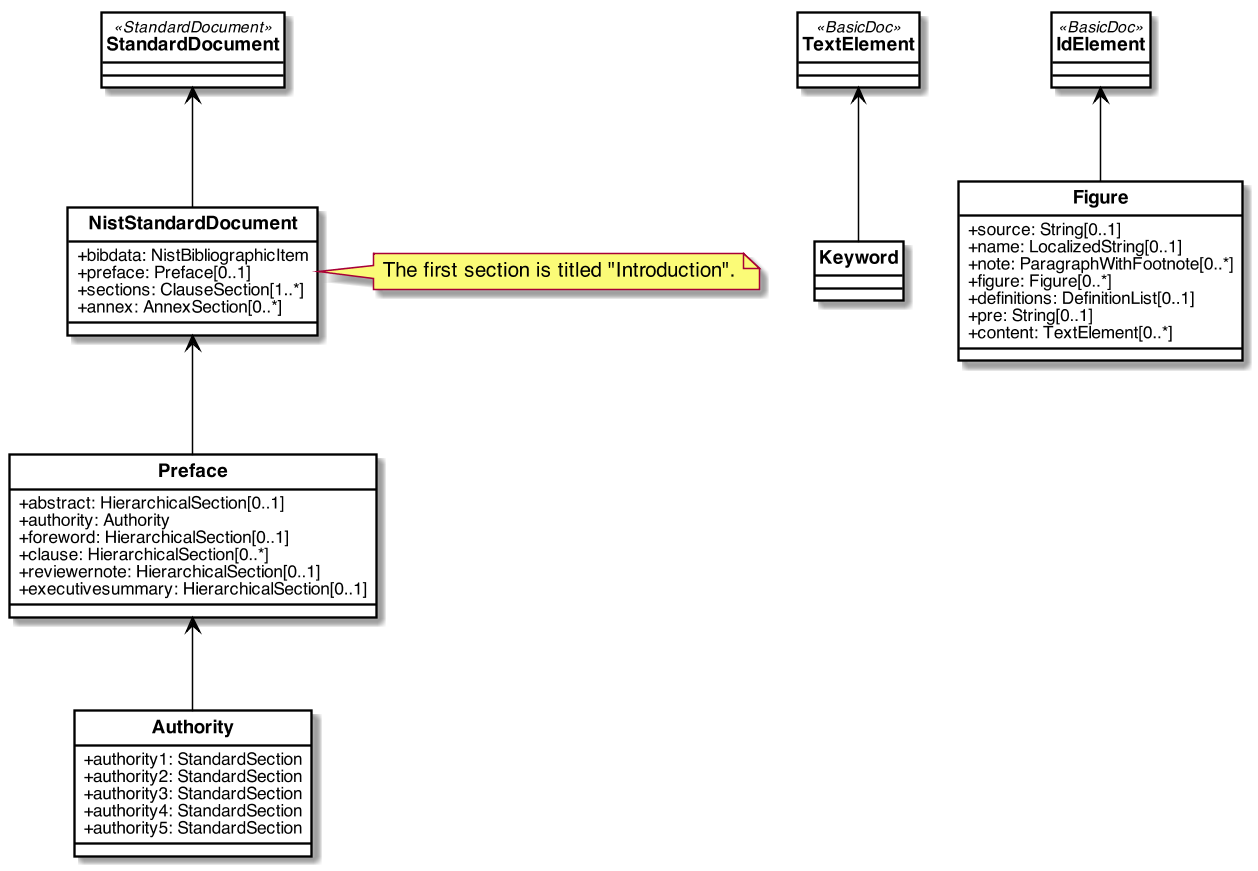 «StandardDocument»
StandardDocument
«BasicDoc»
TextElement
«BasicDoc»
IdElement
NistStandardDocument
+bibdata: NistBibliographicItem
+preface: Preface[0..1]
+sections: ClauseSection[1..*]
+annex: AnnexSection[0..*]
The first section is titled "Introduction".
Keyword
Figure
+source: String[0..1]
+name: LocalizedString[0..1]
+note: ParagraphWithFootnote[0..*]
+figure: Figure[0..*]
+definitions: DefinitionList[0..1]
+pre: String[0..1]
+content: TextElement[0..*]
Preface
+abstract: HierarchicalSection[0..1]
+authority: Authority
+foreword: HierarchicalSection[0..1]
+clause: HierarchicalSection[0..*]
+reviewernote: HierarchicalSection[0..1]
+executivesummary: HierarchicalSection[0..1]
Authority
+authority1: StandardSection
+authority2: StandardSection
+authority3: StandardSection
+authority4: StandardSection
+authority5: StandardSection